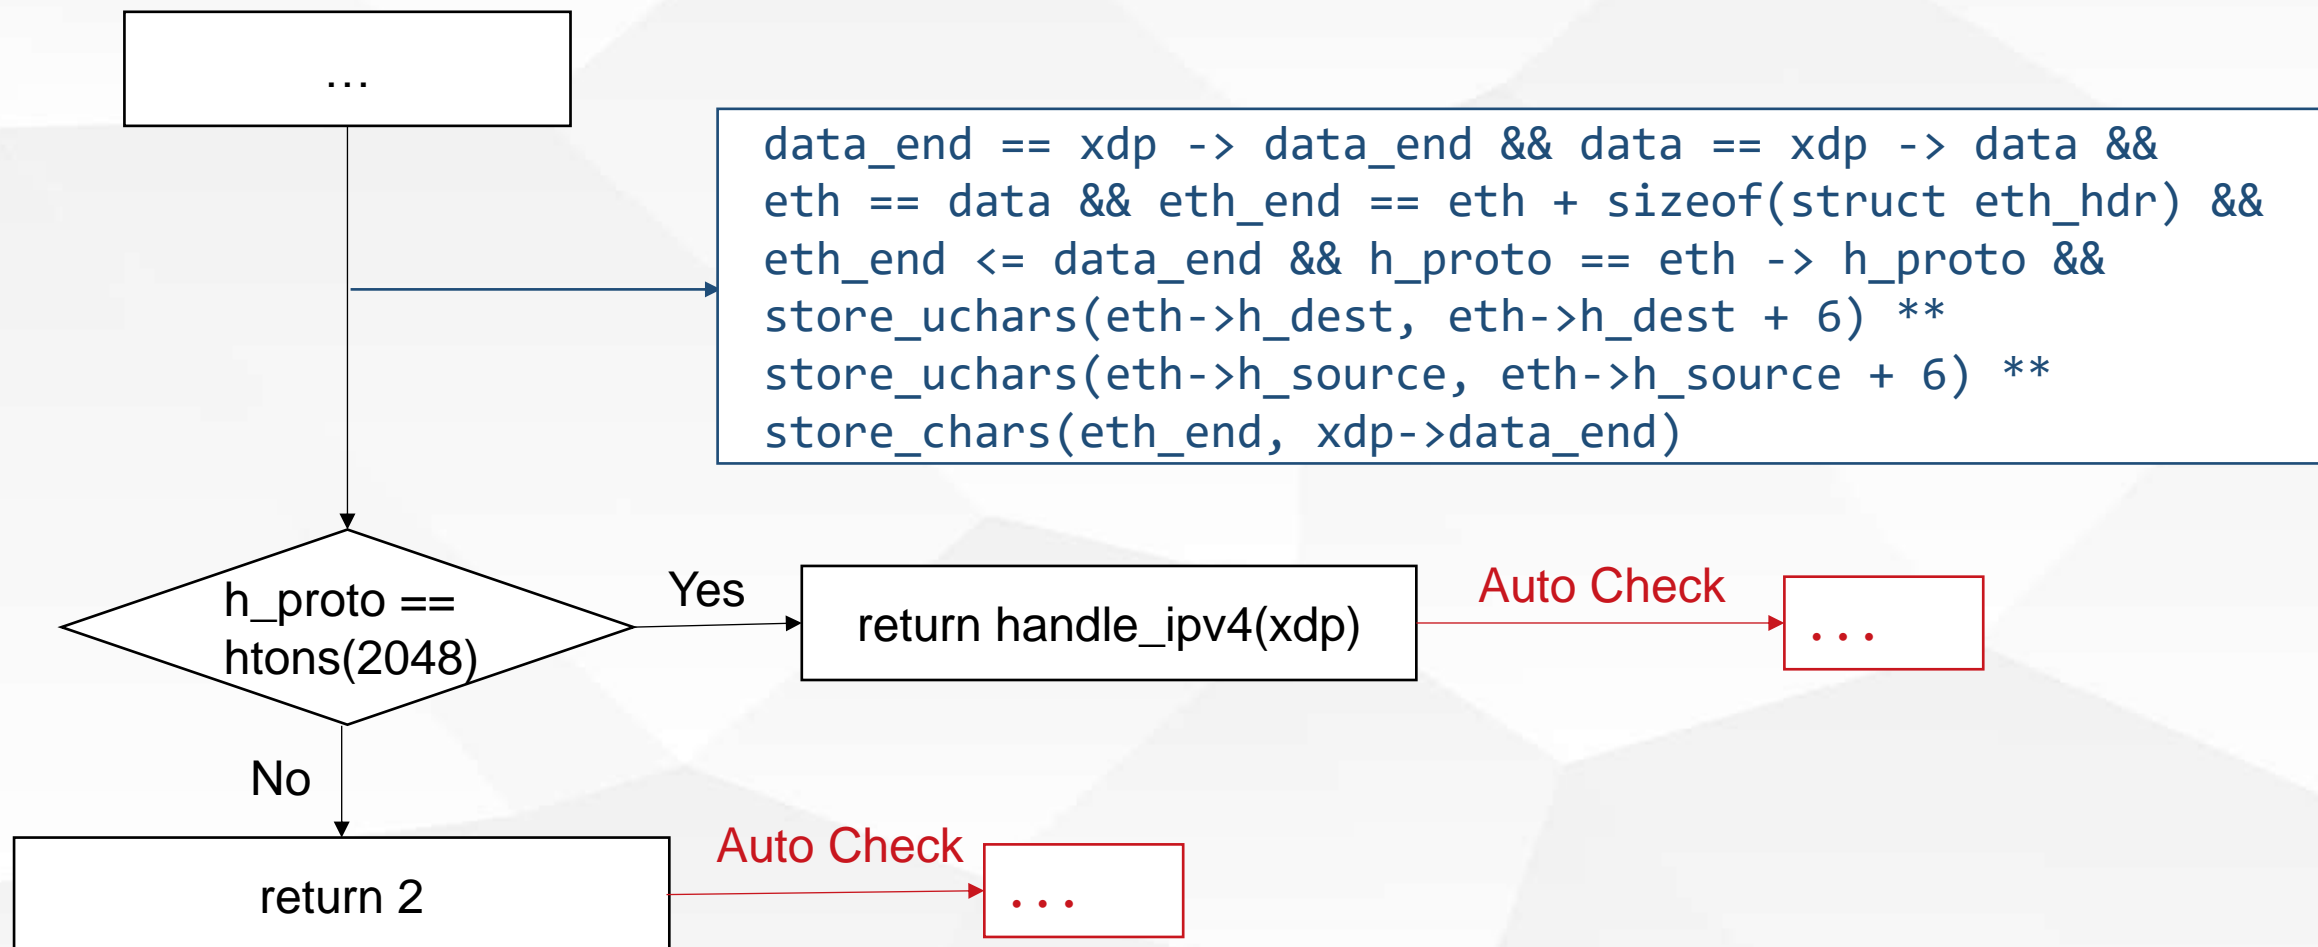 ...
data_end == xdp -> data_end && data == xdp -> data &&
eth == data && eth_end == eth + sizeof(struct eth_hdr) &&
eth_end <= data_end && h_proto == eth -> h_proto &&
store_uchars(eth->h_dest, eth->h_dest + 6) **
store_uchars(eth->h_source, eth->h_source + 6) **
store_chars(eth_end, xdp->data_end)
h_proto ==
htons(2048)
Yes
return handle_ipv4(xdp)
Auto Check
...
No
return 2
Auto Check
...